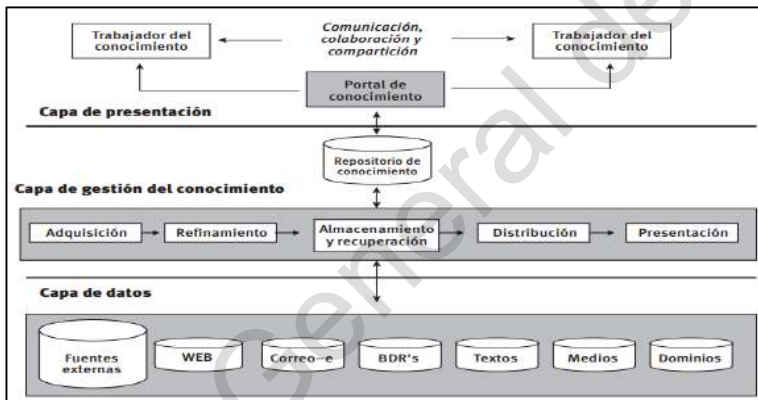 Trabajador del
conocimiento
Comunicación,
colaboración y
compartición
Trabajador del
conocimiento
Portal de
conocimiento
Capa de presentación
Repositorio de
conocimiento
Capa de gestión del conocimiento
Adquisición
Refinamiento
Almacenamiento
y recuperación
Distribución
Presentación
Capa de datos
Fuentes
externas
WEB
Correo-e
BDR's
Textos
Medios
Dominios
General de